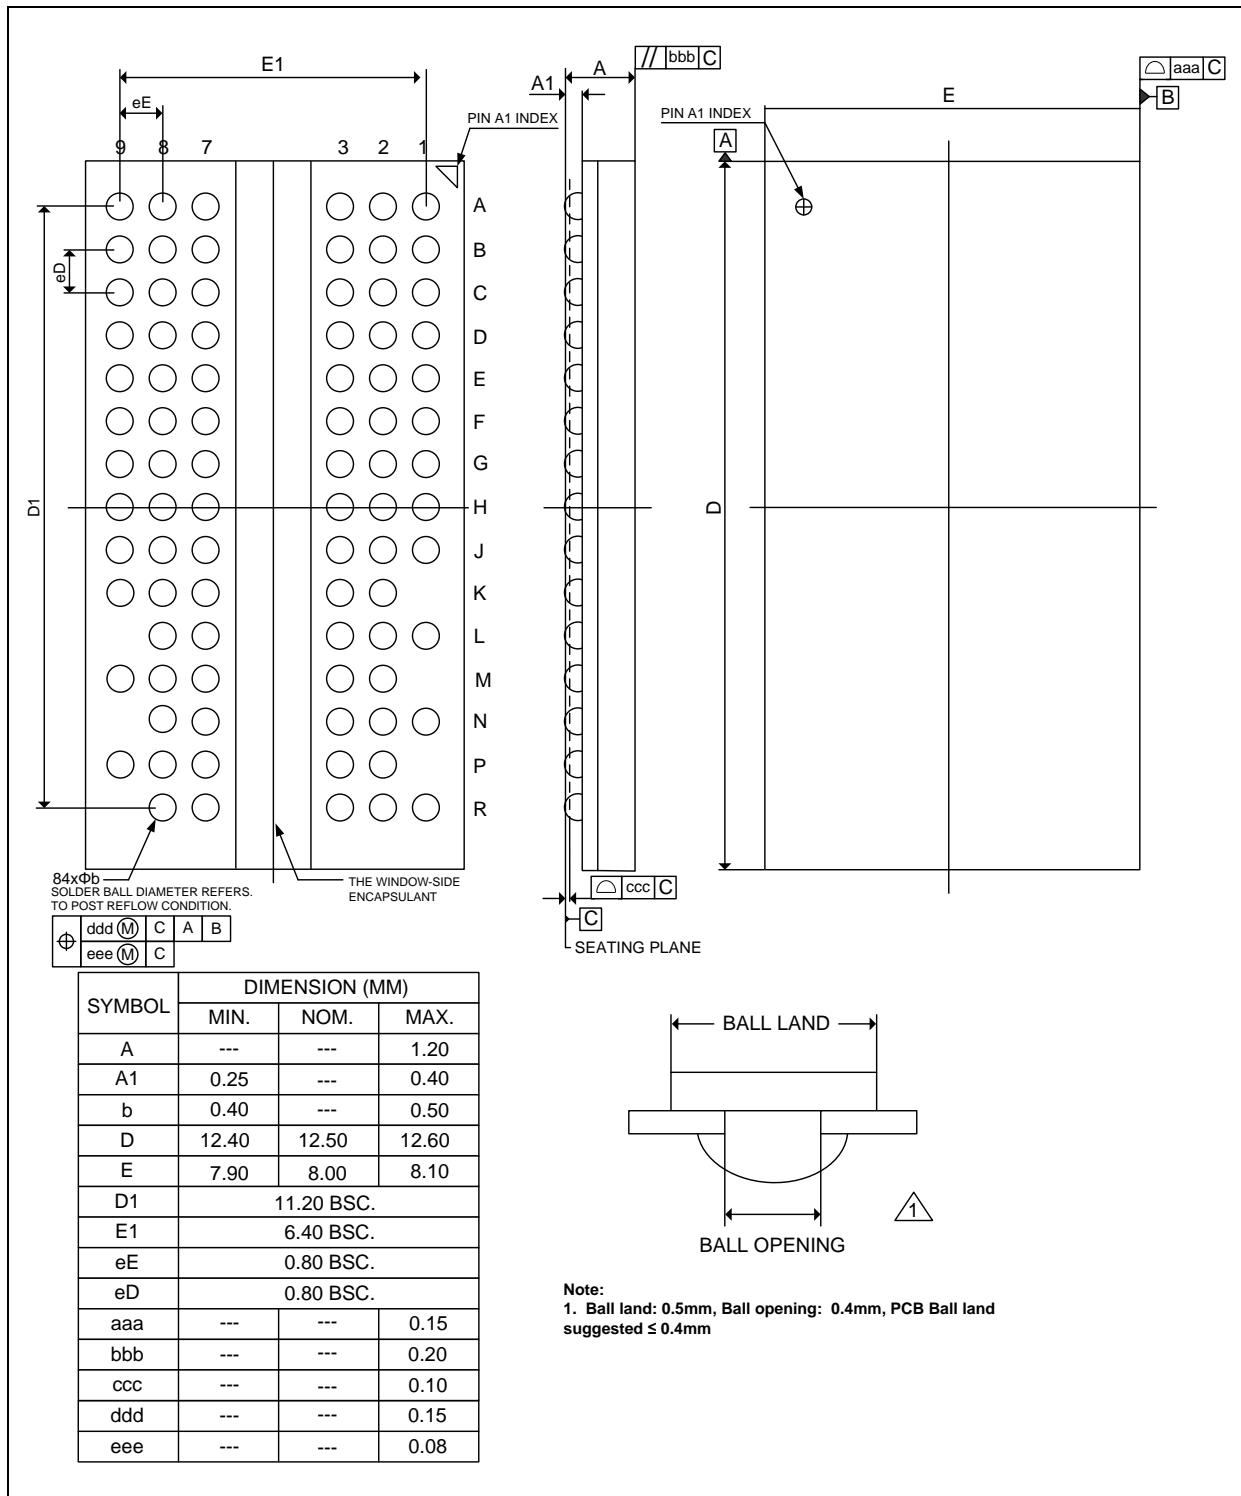 E1
eE
9 8 7 3 2 1
PIN A1 INDEX
A
B
C
D
E
F
G
H
J
K
L
M
N
P
R
eD
D1
84xΦb
SOLDER BALL DIAMETER REFERS.
TO POST REFLOW CONDITION.
ddd Ⓜ C A B
eee Ⓜ C
THE WINDOW-SIDE
ENCAPSULANT
A
A1
// bbb C
ccc C
C
SEATING PLANE
aaa C
B
E
PIN A1 INDEX
A
D
SYMBOL DIMENSION (MM)
MIN. NOM. MAX.
A --- --- 1.20
A1 0.25 --- 0.40
b 0.40 --- 0.50
D 12.40 12.50 12.60
E 7.90 8.00 8.10
D1 11.20 BSC.
E1 6.40 BSC.
eE 0.80 BSC.
eD 0.80 BSC.
aaa --- --- 0.15
bbb --- --- 0.20
ccc --- --- 0.10
ddd --- --- 0.15
eee --- --- 0.08
BALL LAND
1
BALL OPENING
Note:
1. Ball land: 0.5mm, Ball opening: 0.4mm, PCB Ball land
suggested ≤ 0.4mm